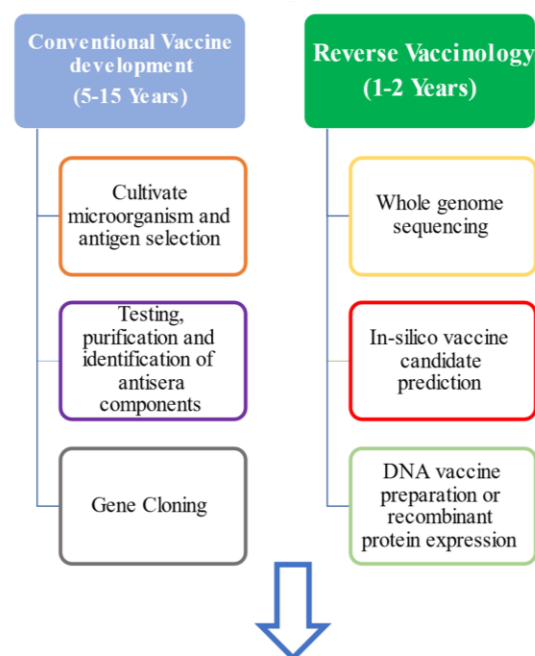 Conventional Vaccine
development
(5-15 Years)
Cultivate
microorganism and
antigen selection
Testing,
purification and
identification of
antisera
components
Gene Cloning
Reverse Vaccinology
(1-2 Years)
Whole genome
sequencing
In-silico vaccine
candidate
prediction
DNA vaccine
preparation or
recombinant
protein expression